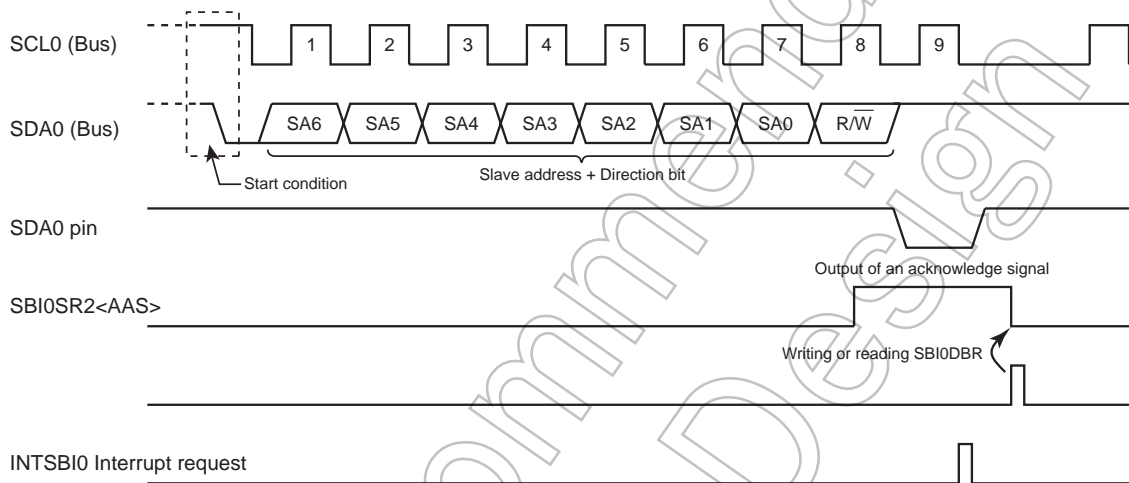 SCL0 (Bus)
1 2 3 4 5 6 7 8 9
SDA0 (Bus)
SA6 SA5 SA4 SA3 SA2 SA1 SA0 R/W̅
Start condition
Slave address + Direction bit
SDA0 pin
Output of an acknowledge signal
SBI0SR2<AAS>
Writing or reading SBI0DBR
INTSBI0 Interrupt request
ommend
Design